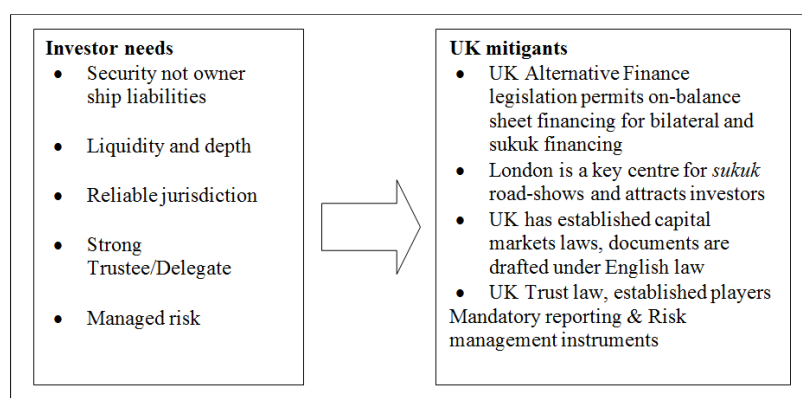 Investor needs
• Security not owner
ship liabilities
• Liquidity and depth
• Reliable jurisdiction
• Strong
Trustee/Delegate
• Managed risk
UK mitigants
• UK Alternative Finance
legislation permits on-balance
sheet financing for bilateral and
sukuk financing
• London is a key centre for sukuk
road-shows and attracts investors
• UK has established capital
markets laws, documents are
drafted under English law
• UK Trust law, established players
Mandatory reporting & Risk
management instruments